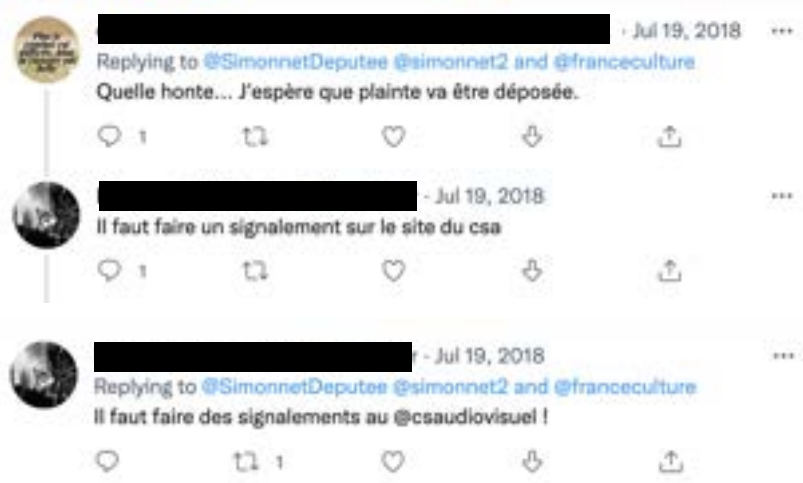 · Jul 19, 2018
Replying to @SimonnetDeputee @simonnet2 and @franceculture
Quelle honte... J'espère que plainte va être déposée.
1
- Jul 19, 2018
Il faut faire un signalement sur le site du csa
1
r - Jul 19, 2018
Replying to @SimonnetDeputee @simonnet2 and @franceculture
Il faut faire des signalements au @csaudiovisuel !
1